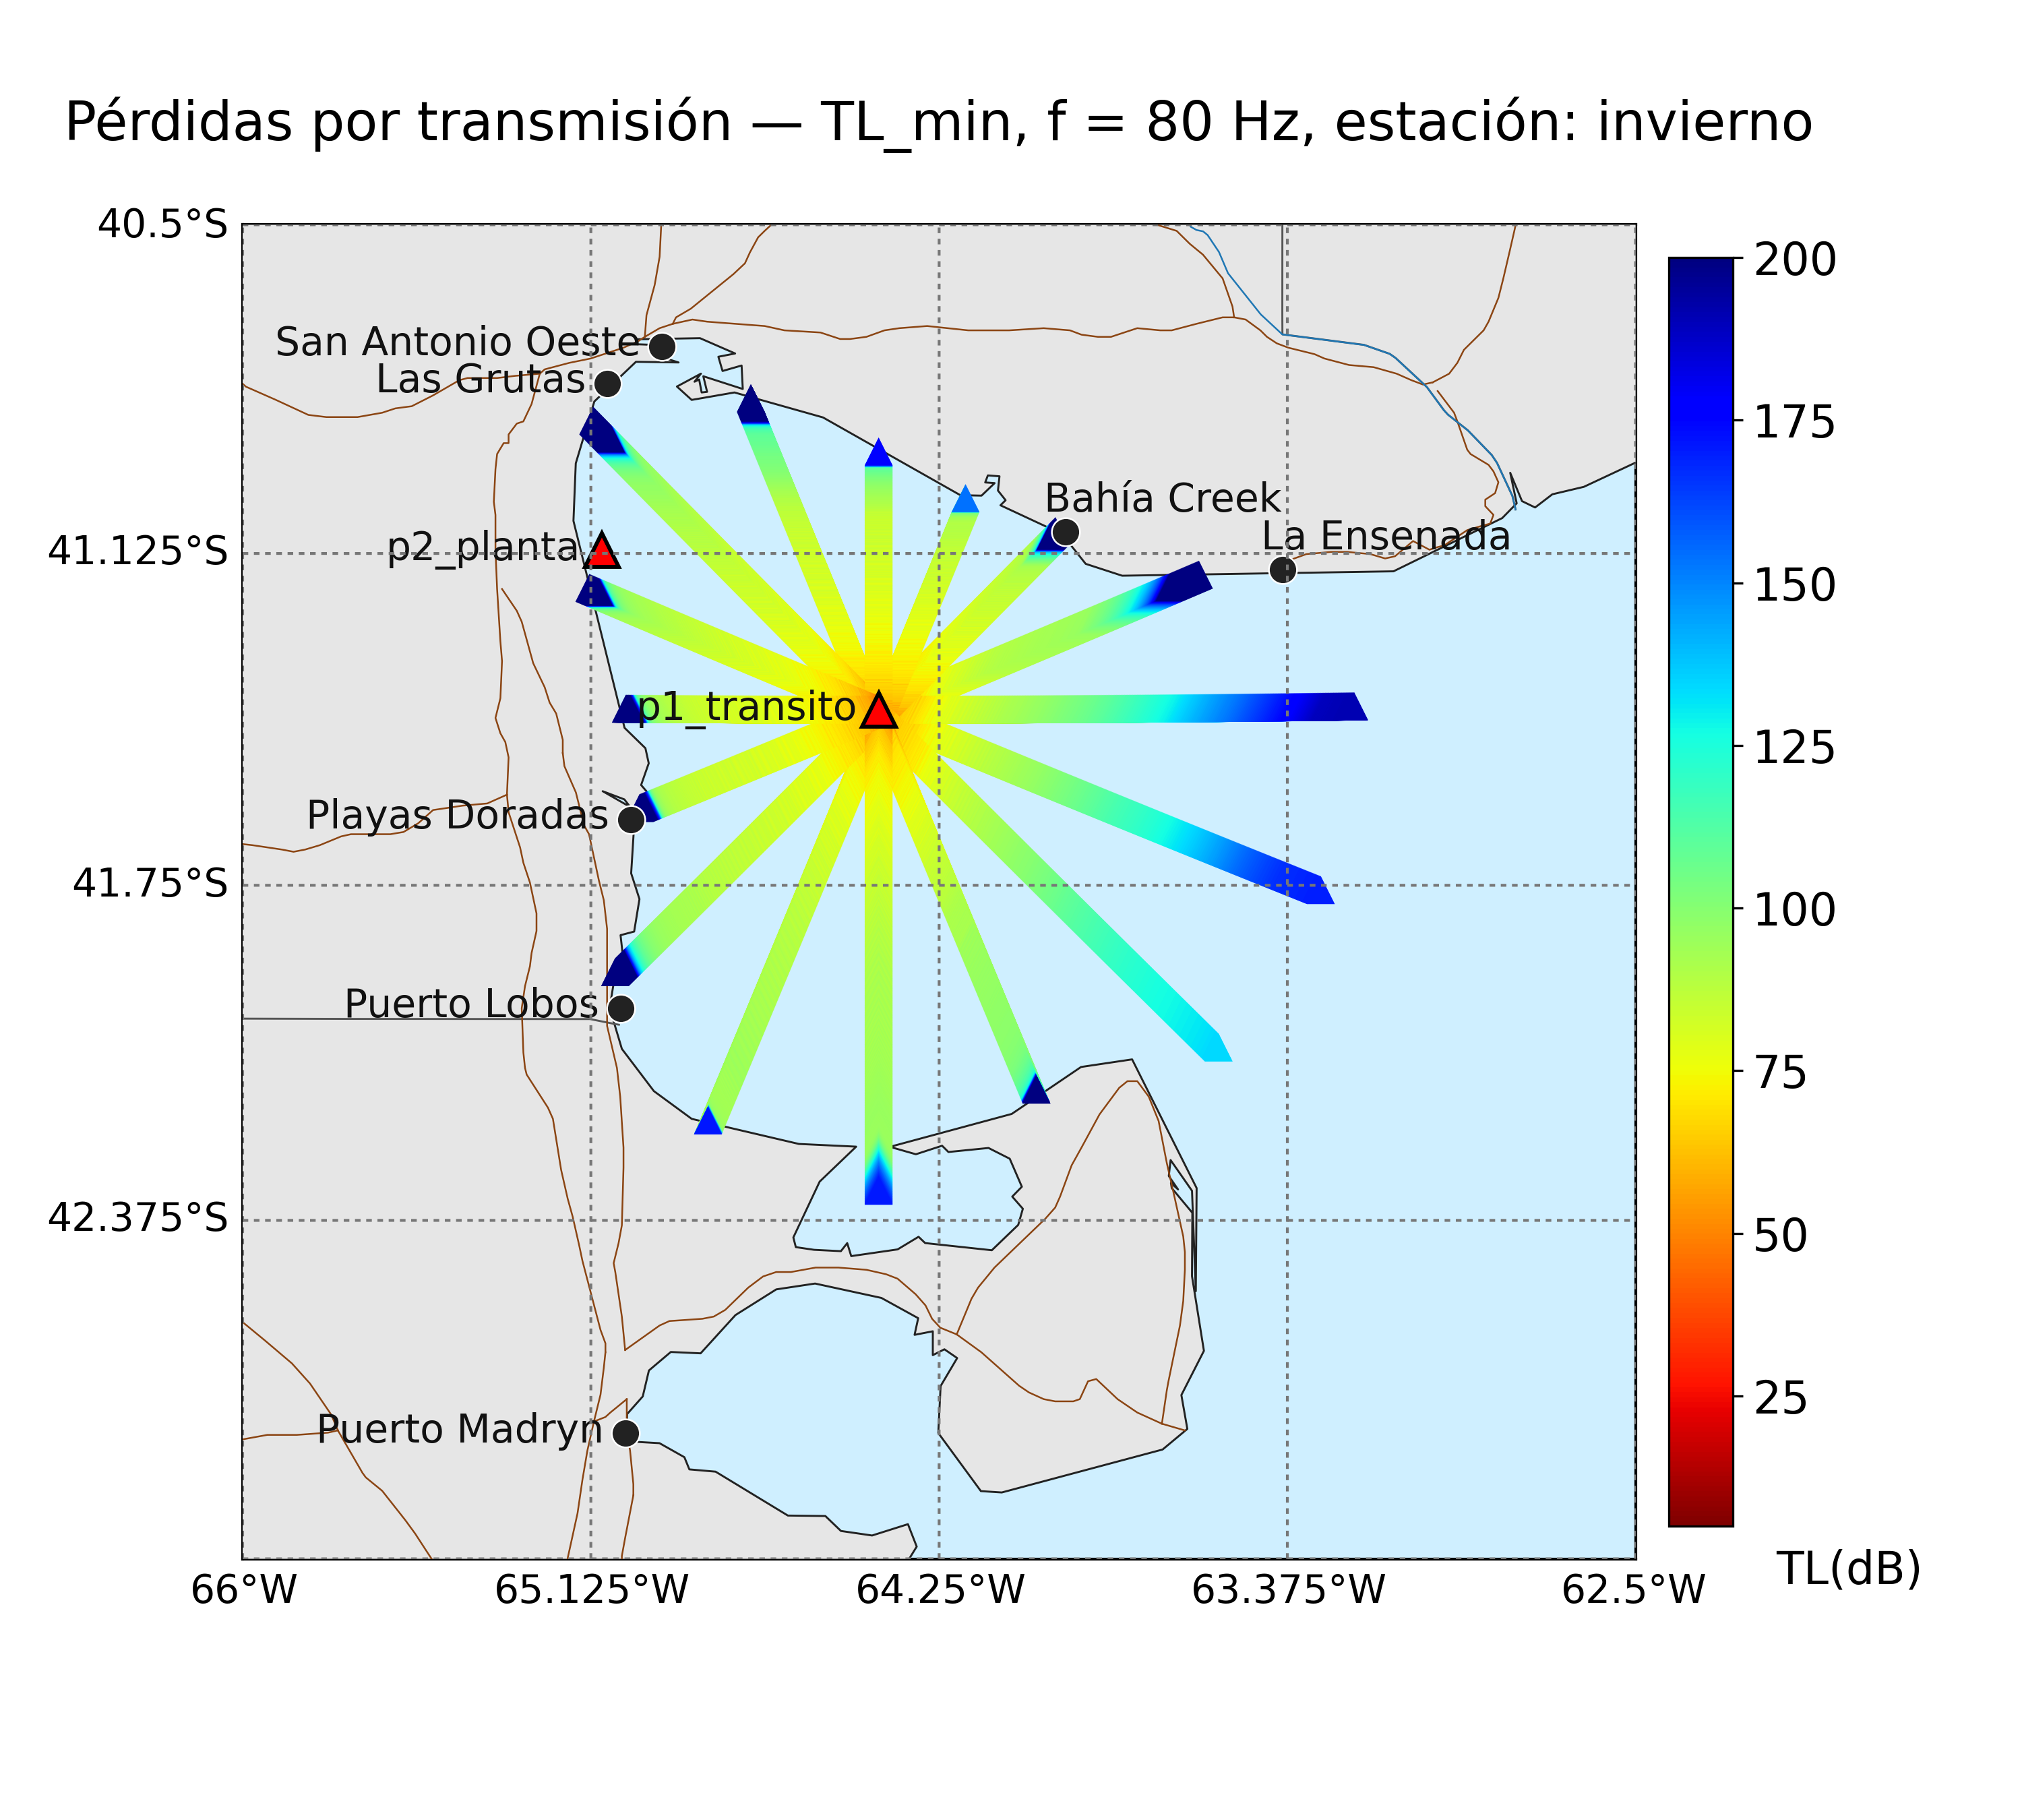 Pérdidas por transmisión — TL_min, f = 80 Hz, estación: invierno
40.5°S
200
San Antonio Oeste
Las Grutas
175
Bahía Creek
La Ensenada
p2_planta
41.125°S
150
p1_transito
125
Playas Doradas
41.75°S
100
Puerto Lobos
75
42.375°S
50
25
Puerto Madryn
TL(dB)
66°W
65.125°W
64.25°W
63.375°W
62.5°W